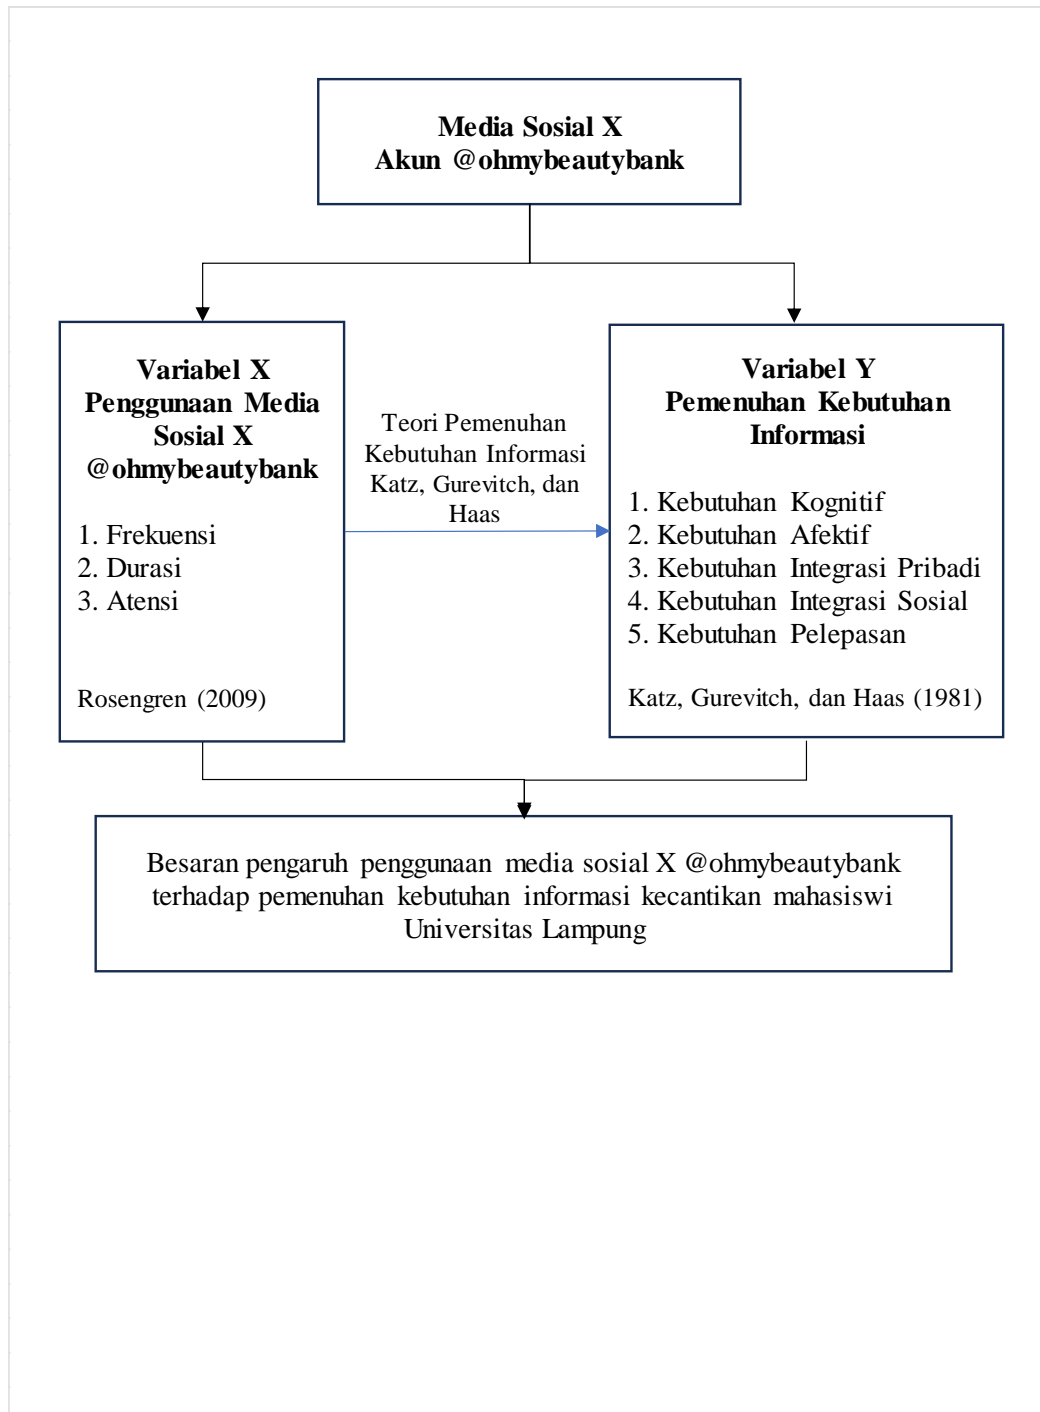 Media Sosial X
Akun @ohmybeautybank
Variabel X
Penggunaan Media
Sosial X
@ohmybeautybank
1. Frekuensi
2. Durasi
3. Atensi
Rosengren (2009)
Teori Pemenuhan
Kebutuhan Informasi
Katz, Gurevitch, dan
Haas
Variabel Y
Pemenuhan Kebutuhan
Informasi
1. Kebutuhan Kognitif
2. Kebutuhan Afektif
3. Kebutuhan Integrasi Pribadi
4. Kebutuhan Integrasi Sosial
5. Kebutuhan Pelepasan
Katz, Gurevitch, dan Haas (1981)
Besaran pengaruh penggunaan media sosial X @ohmybeautybank
terhadap pemenuhan kebutuhan informasi kecantikan mahasiswi
Universitas Lampung